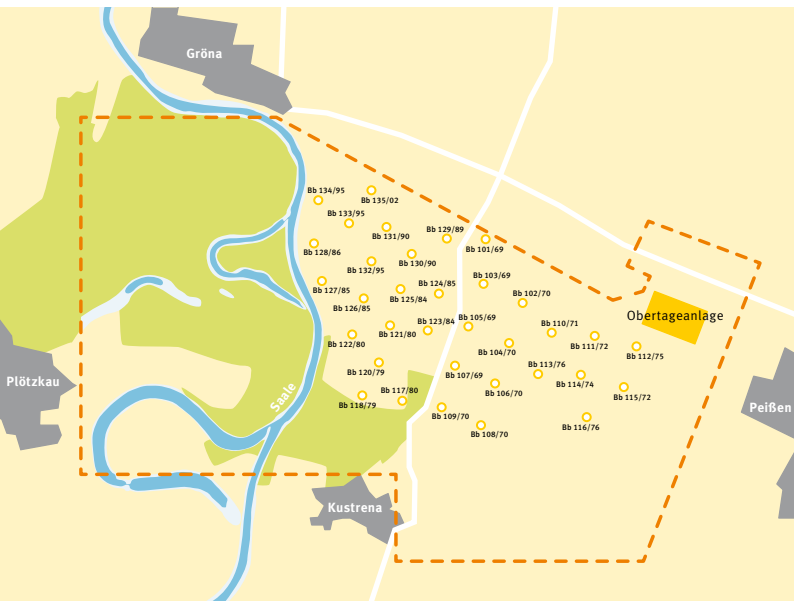 Gröna
Bb 134/95
Bb 135/02
Bb 133/95
Bb 131/90
Bb 129/89
Bb 101/69
Bb 128/86
Bb 130/90
Bb 132/95
Bb 103/69
Bb 127/85
Bb 124/85
Bb 125/84
Bb 126/85
Bb 102/70
Obertageanlage
Bb 105/69
Bb 123/84
Bb 110/71
Bb 121/80
Bb 122/80
Bb 111/72
Bb 104/70
Bb 112/75
Bb 113/76
Bb 120/79
Bb 107/69
Plötzkau
Bb 114/74
Bb 106/70
Bb 117/80
Saale
Bb 115/72
Bb 118/79
Peißen
Bb 109/70
Bb 116/76
Bb 108/70
Kustrena